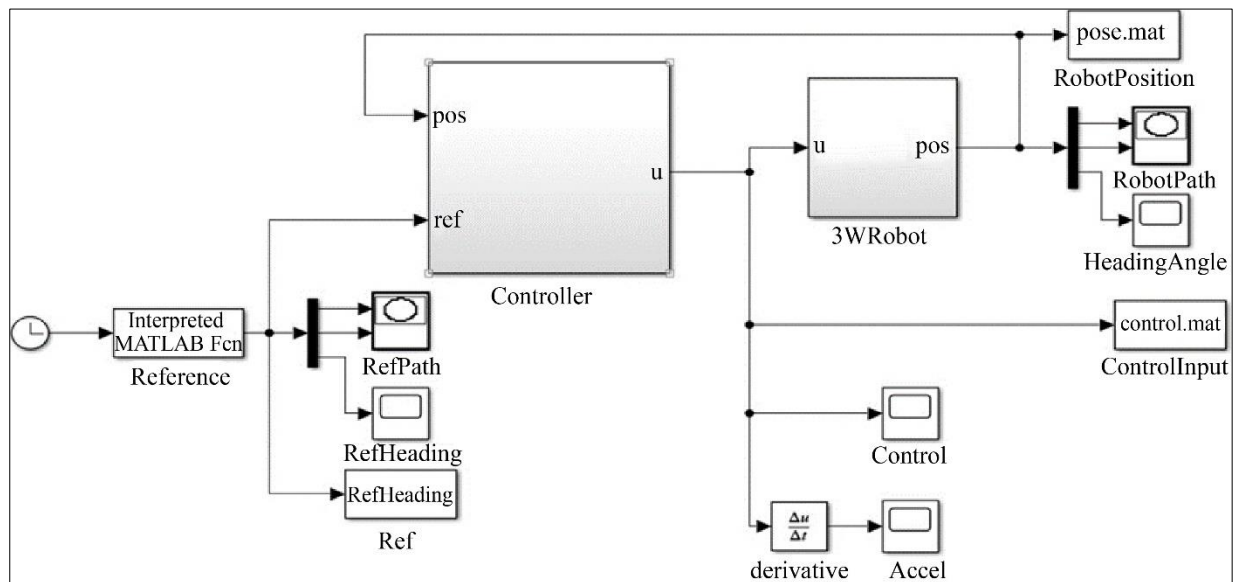 pose.mat
RobotPosition
pos
u
ref
Controller
u
pos
3WRobot
RobotPath
HeadingAngle
Interpreted
MATLAB Fcn
Reference
RefPath
RefHeading
RefHeading
Ref
control.mat
ControlInput
Control
Δu
Δt
derivative
Accel